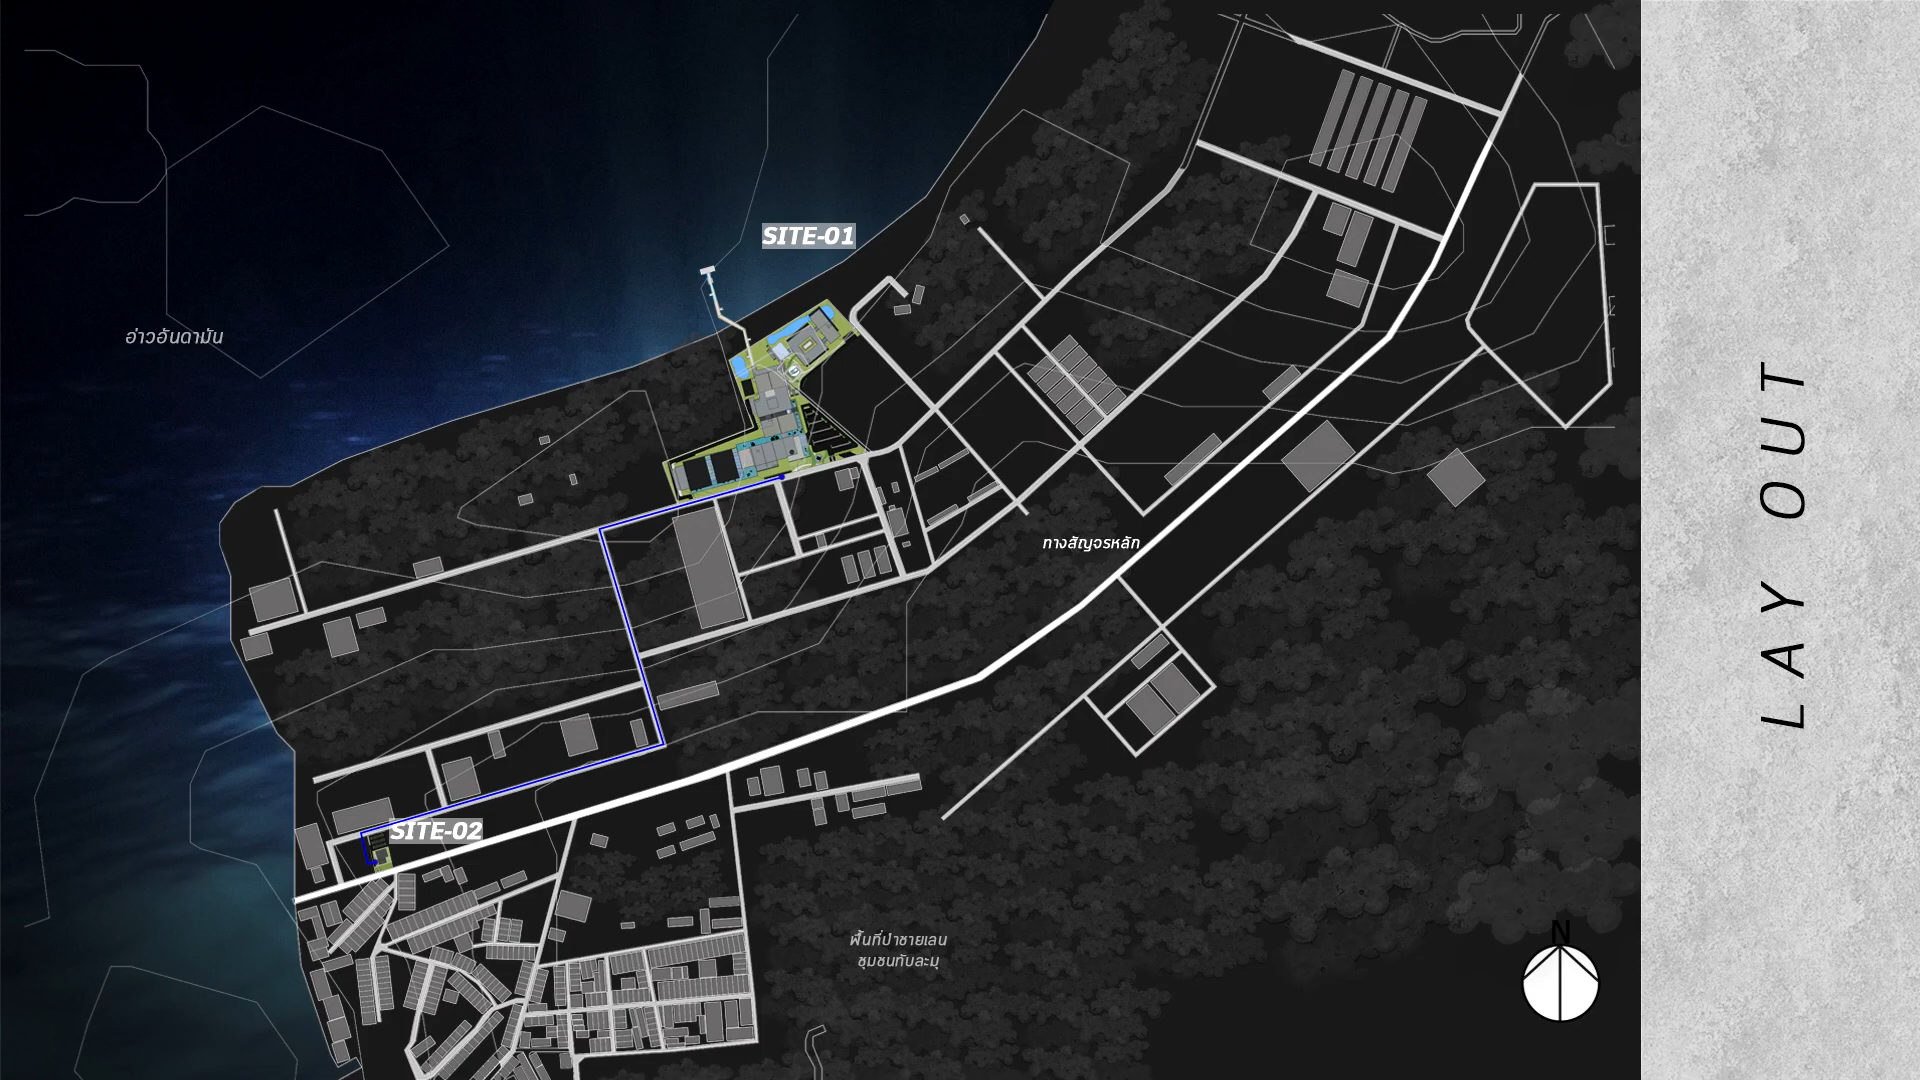 SITE-01
อ่าวอันดามัน
ทางสัญจรหลัก
SITE-02
พื้นที่ป่าชายเลน
ชุมชนทับละมุ
N
LAY OUT